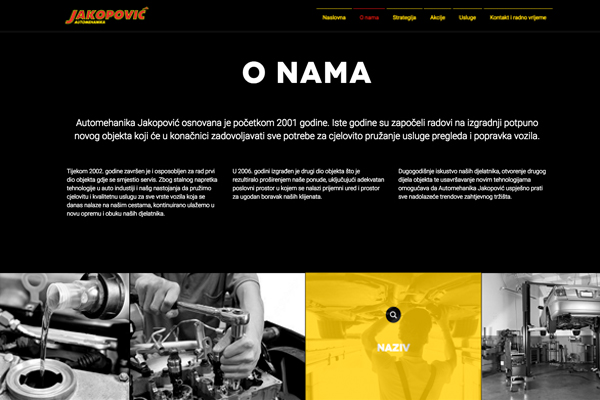 JAKOPOVIĆ
AUTOMEHANIKA
Naslovna O nama Strategija Akcije Usluge Kontakt i radno vrijeme
O NAMA
Automehanika Jakopović osnovana je početkom 2001 godine. Iste godine su započeli radovi na izgradnji potpuno
novog objekta koji će u konačnici zadovoljavati sve potrebe za cjelovito pružanje usluge pregleda i popravka vozila.
Tijekom 2002. godine završen je i osposobljen za rad prvi
dio objekta gdje se smjestio servis. Zbog stalnog napretka
tehnologije u auto industiji i našg nastojanja da pružimo
cjelovitu i kvalitetnu uslugu za sve vrste vozila koja se
danas nalaze na našim cestama, kontinuirano ulažemo u
novu opremu i obuku naših djelatnika.
U 2006. godini izgrađen je drugi dio objekta što je
rezultiralo proširenjem naše ponude, uključujući adekvatan
poslovni prostor u kojem se nalazi prijemni ured i prostor
za ugodan boravak naših klijenata.
Dugogodišnje iskustvo naših djelatnika, otvorenje drugog
dijela objekta te usavršavanje novim tehnologijama
omogućava da Automehanika Jakopović uspješno prati
sve nadolazeće trendove zahtjevnog tržišta.
NAZIV